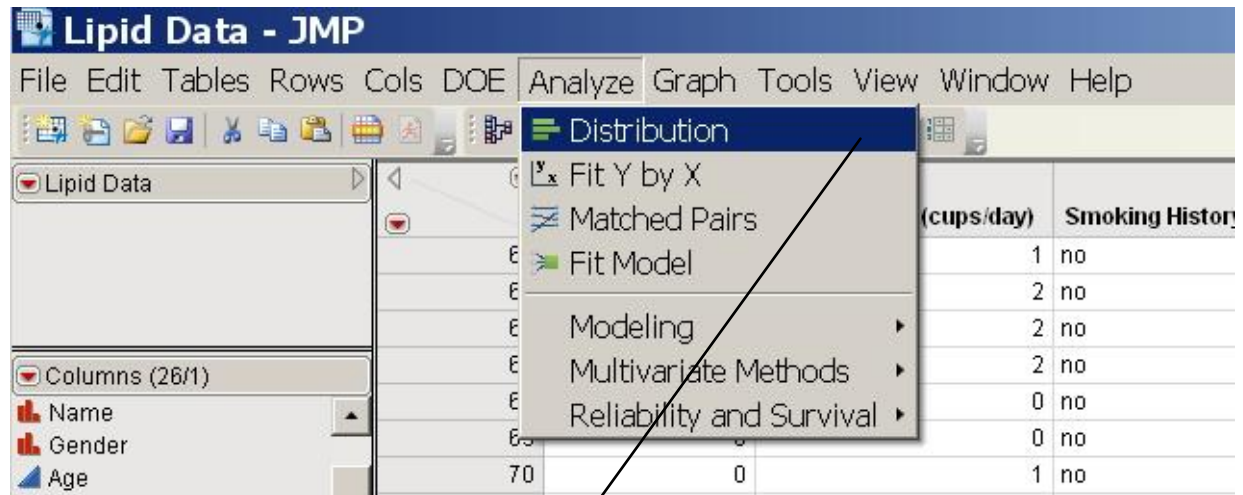 Lipid Data - JMP
File Edit Tables Rows Cols DOE Analyze Graph Tools View Window Help
Distribution
Fit Y by X
Matched Pairs
Fit Model
Modeling
Multivariate Methods
Reliability and Survival
Lipid Data
(cups/day) Smoking History
1 no
2 no
2 no
2 no
0 no
0 no
70 0 1 no
Columns (26/1)
Name
Gender
Age